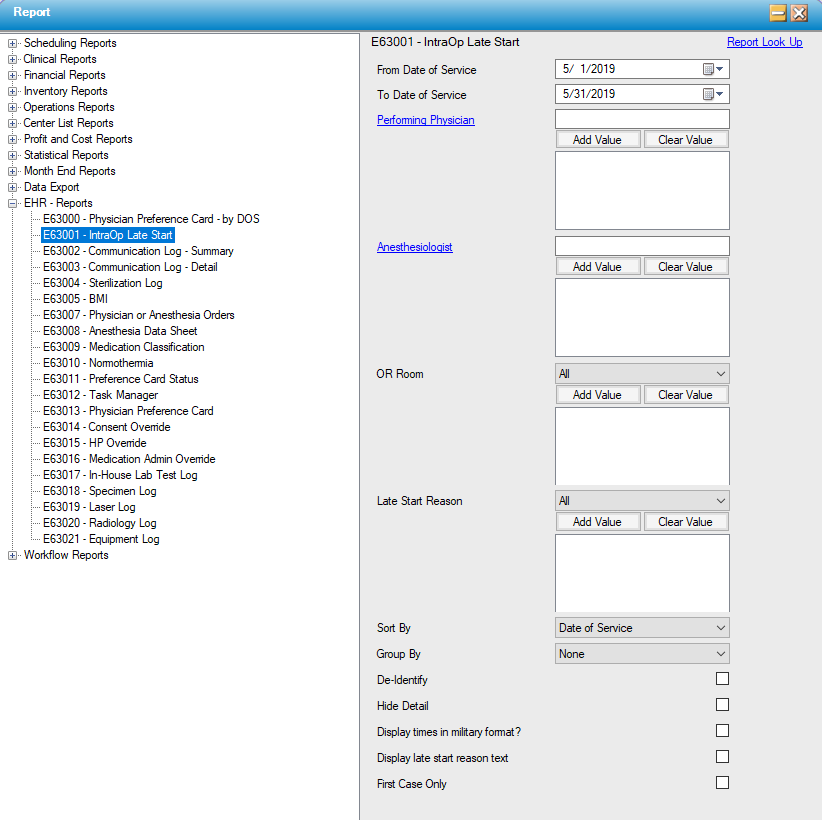 Report
Scheduling Reports
Clinical Reports
Financial Reports
Inventory Reports
Operations Reports
Center List Reports
Profit and Cost Reports
Statistical Reports
Month End Reports
Data Export
EHR - Reports
E63000 - Physician Preference Card - by DOS
E63001 - IntraOp Late Start
E63002 - Communication Log - Summary
E63003 - Communication Log - Detail
E63004 - Sterilization Log
E63005 - BMI
E63007 - Physician or Anesthesia Orders
E63008 - Anesthesia Data Sheet
E63009 - Medication Classification
E63010 - Normothermia
E63011 - Preference Card Status
E63012 - Task Manager
E63013 - Physician Preference Card
E63014 - Consent Override
E63015 - HP Override
E63016 - Medication Admin Override
E63017 - In-House Lab Test Log
E63018 - Specimen Log
E63019 - Laser Log
E63020 - Radiology Log
E63021 - Equipment Log
Workflow Reports
E63001 - IntraOp Late Start Report Look Up
From Date of Service 5/ 1/2019
To Date of Service 5/31/2019
Performing Physician
Add Value Clear Value
Anesthesiologist
Add Value Clear Value
OR Room All
Add Value Clear Value
Late Start Reason All
Add Value Clear Value
Sort By Date of Service
Group By None
De-Identify
Hide Detail
Display times in military format?
Display late start reason text
First Case Only